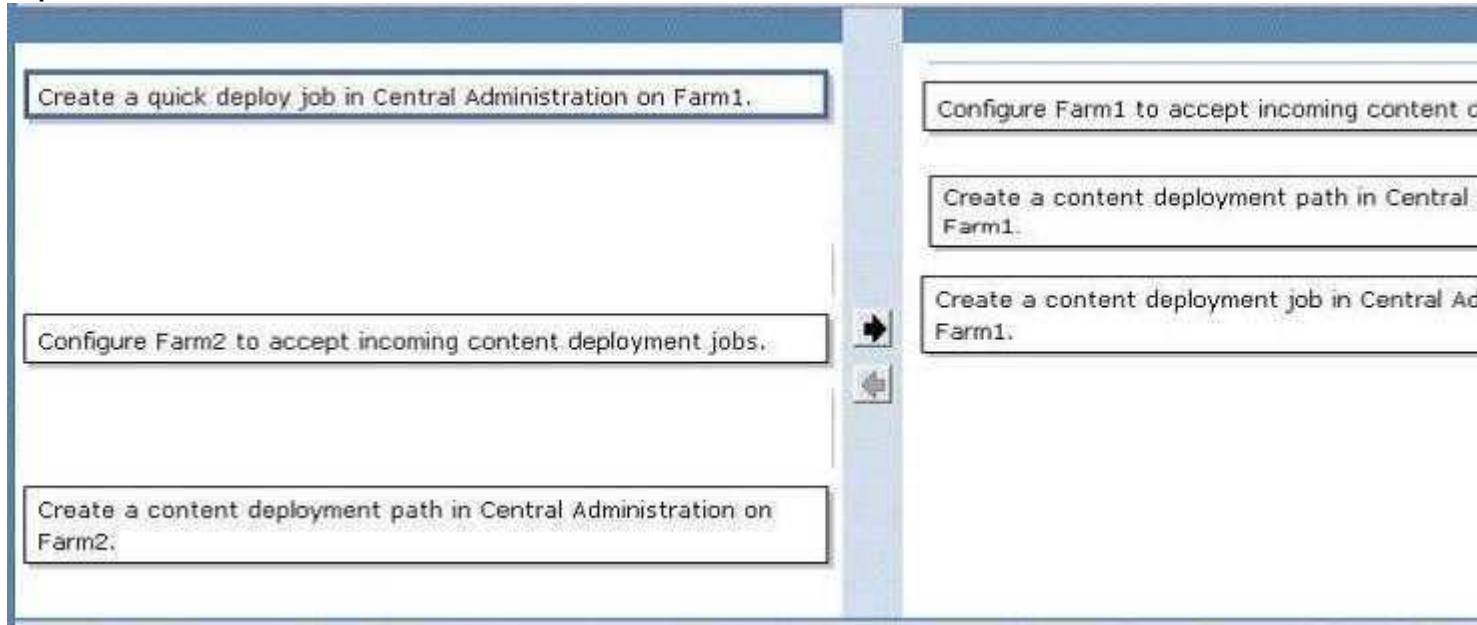 Create a quick deploy job in Central Administration on Farm1.
Configure Farm2 to accept incoming content deployment jobs.
Create a content deployment path in Central Administration on
Farm2.
Configure Farm1 to accept incoming content
Create a content deployment path in Central
Farm1.
Create a content deployment job in Central
Farm1.